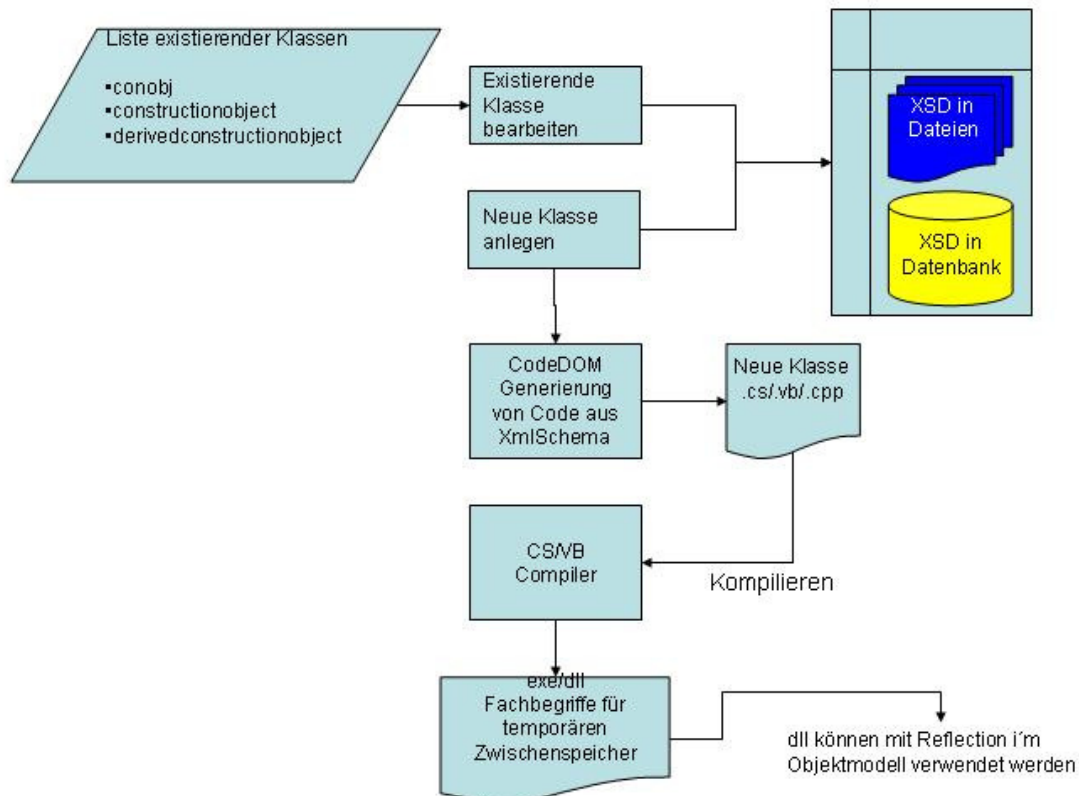 Liste existierender Klassen
▪conobj
▪constructionobject
▪derivedconstructionobject
Existierende
Klasse
bearbeiten
XSD in
Dateien
Neue Klasse
anlegen
XSD in
Datenbank
CodeDOM
Generierung
von Code aus
XmlSchema
Neue Klasse
.cs/.vb/.cpp
CS/VB
Compiler
Kompilieren
exe/dll
Fachbegriffe für
temporären
Zwischenspeicher
dll können mit Reflection i´m
Objektmodell verwendet werden